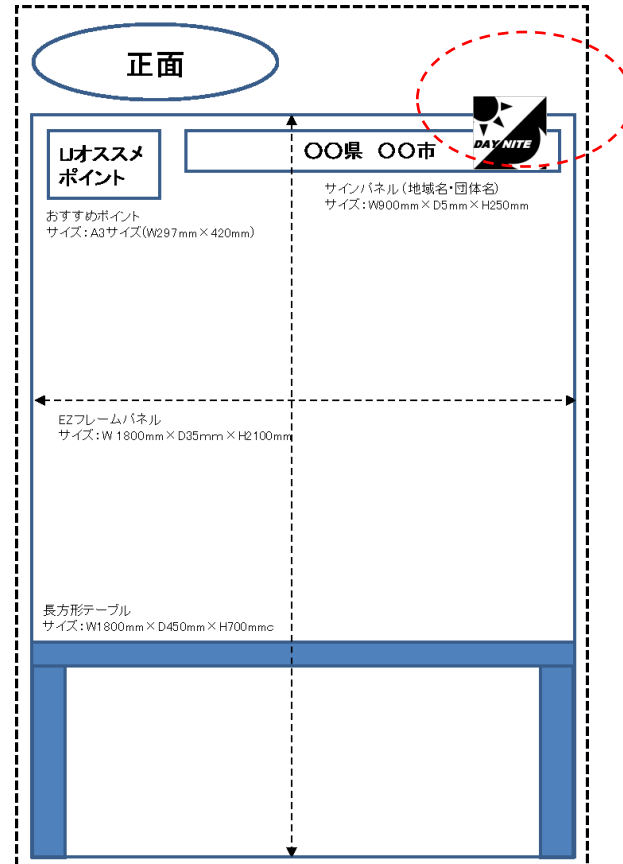 正面
IJオススメ
ポイント
〇〇県 〇〇市
DAY NITE
サインパネル（地域名・団体名）
サイズ：W900mm×D5mm×H250mm
おすすめポイント
サイズ：A3サイズ(W297mm×420mm)
EZフレームパネル
サイズ：W 1800mm×D35mm×H2100mm
長方形テーブル
サイズ：W1800mm×D450mm×H700mmc